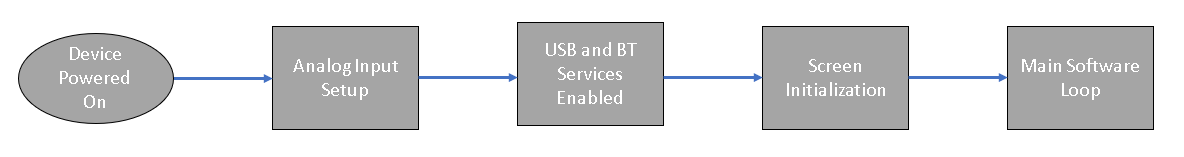 Device
Powered
On
Analog Input
Setup
USB and BT
Services
Enabled
Screen
Initialization
Main Software
Loop